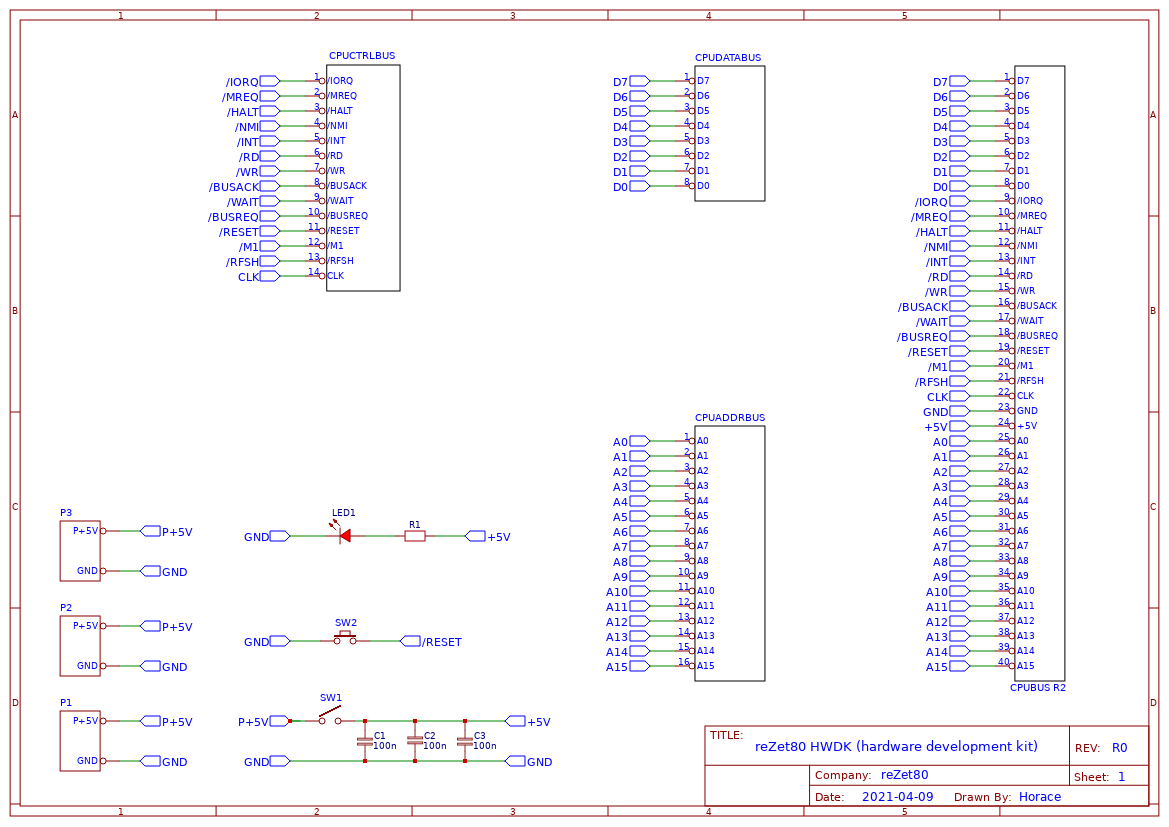 1 2 3 4 5
A A
B B
C C
D D
1 2 3 4 5
CPUCTRLBUS
/IORQ 1 /IORQ
/MREQ 2 /MREQ
/HALT 3 /HALT
/NMI 4 /NMI
/INT 5 /INT
/RD 6 /RD
/WR 7 /WR
/BUSACK 8 /BUSACK
/WAIT 9 /WAIT
/BUSREQ 10 /BUSREQ
/RESET 11 /RESET
/M1 12 /M1
/RFSH 13 /RFSH
CLK 14 CLK
CPUDATABUS
D7 1 D7
D6 2 D6
D5 3 D5
D4 4 D4
D3 5 D3
D2 6 D2
D1 7 D1
D0 8 D0
CPUADDRBUS
A0 1 A0
A1 2 A1
A2 3 A2
A3 4 A3
A4 5 A4
A5 6 A5
A6 7 A6
A7 8 A7
A8 9 A8
A9 10 A9
A10 11 A10
A11 12 A11
A12 13 A12
A13 14 A13
A14 15 A14
A15 16 A15
D7 1 D7
D6 2 D6
D5 3 D5
D4 4 D4
D3 5 D3
D2 6 D2
D1 7 D1
D0 8 D0
/IORQ 9 /IORQ
/MREQ 10 /MREQ
/HALT 11 /HALT
/NMI 12 /NMI
/INT 13 /INT
/RD 14 /RD
/WR 15 /WR
/BUSACK 16 /BUSACK
/WAIT 17 /WAIT
/BUSREQ 18 /BUSREQ
/RESET 19 /RESET
/M1 20 /M1
/RFSH 21 /RFSH
CLK 22 CLK
GND 23 GND
+5V 24 +5V
A0 25 A0
A1 26 A1
A2 27 A2
A3 28 A3
A4 29 A4
A5 30 A5
A6 31 A6
A7 32 A7
A8 33 A8
A9 34 A9
A10 35 A10
A11 36 A11
A12 37 A12
A13 38 A13
A14 39 A14
A15 40 A15
CPUBUS R2
P3
P+5V P+5V
GND GND
P2
P+5V P+5V
GND GND
P1
P+5V P+5V
GND GND
LED1 R1
GND +5V
SW2
GND /RESET
SW1
P+5V +5V
C1 C2 C3
100n 100n 100n
GND GND
TITLE:
reZet80 HWDK (hardware development kit)
REV: R0
Company: reZet80
Sheet: 1
Date: 2021-04-09 Drawn By: Horace